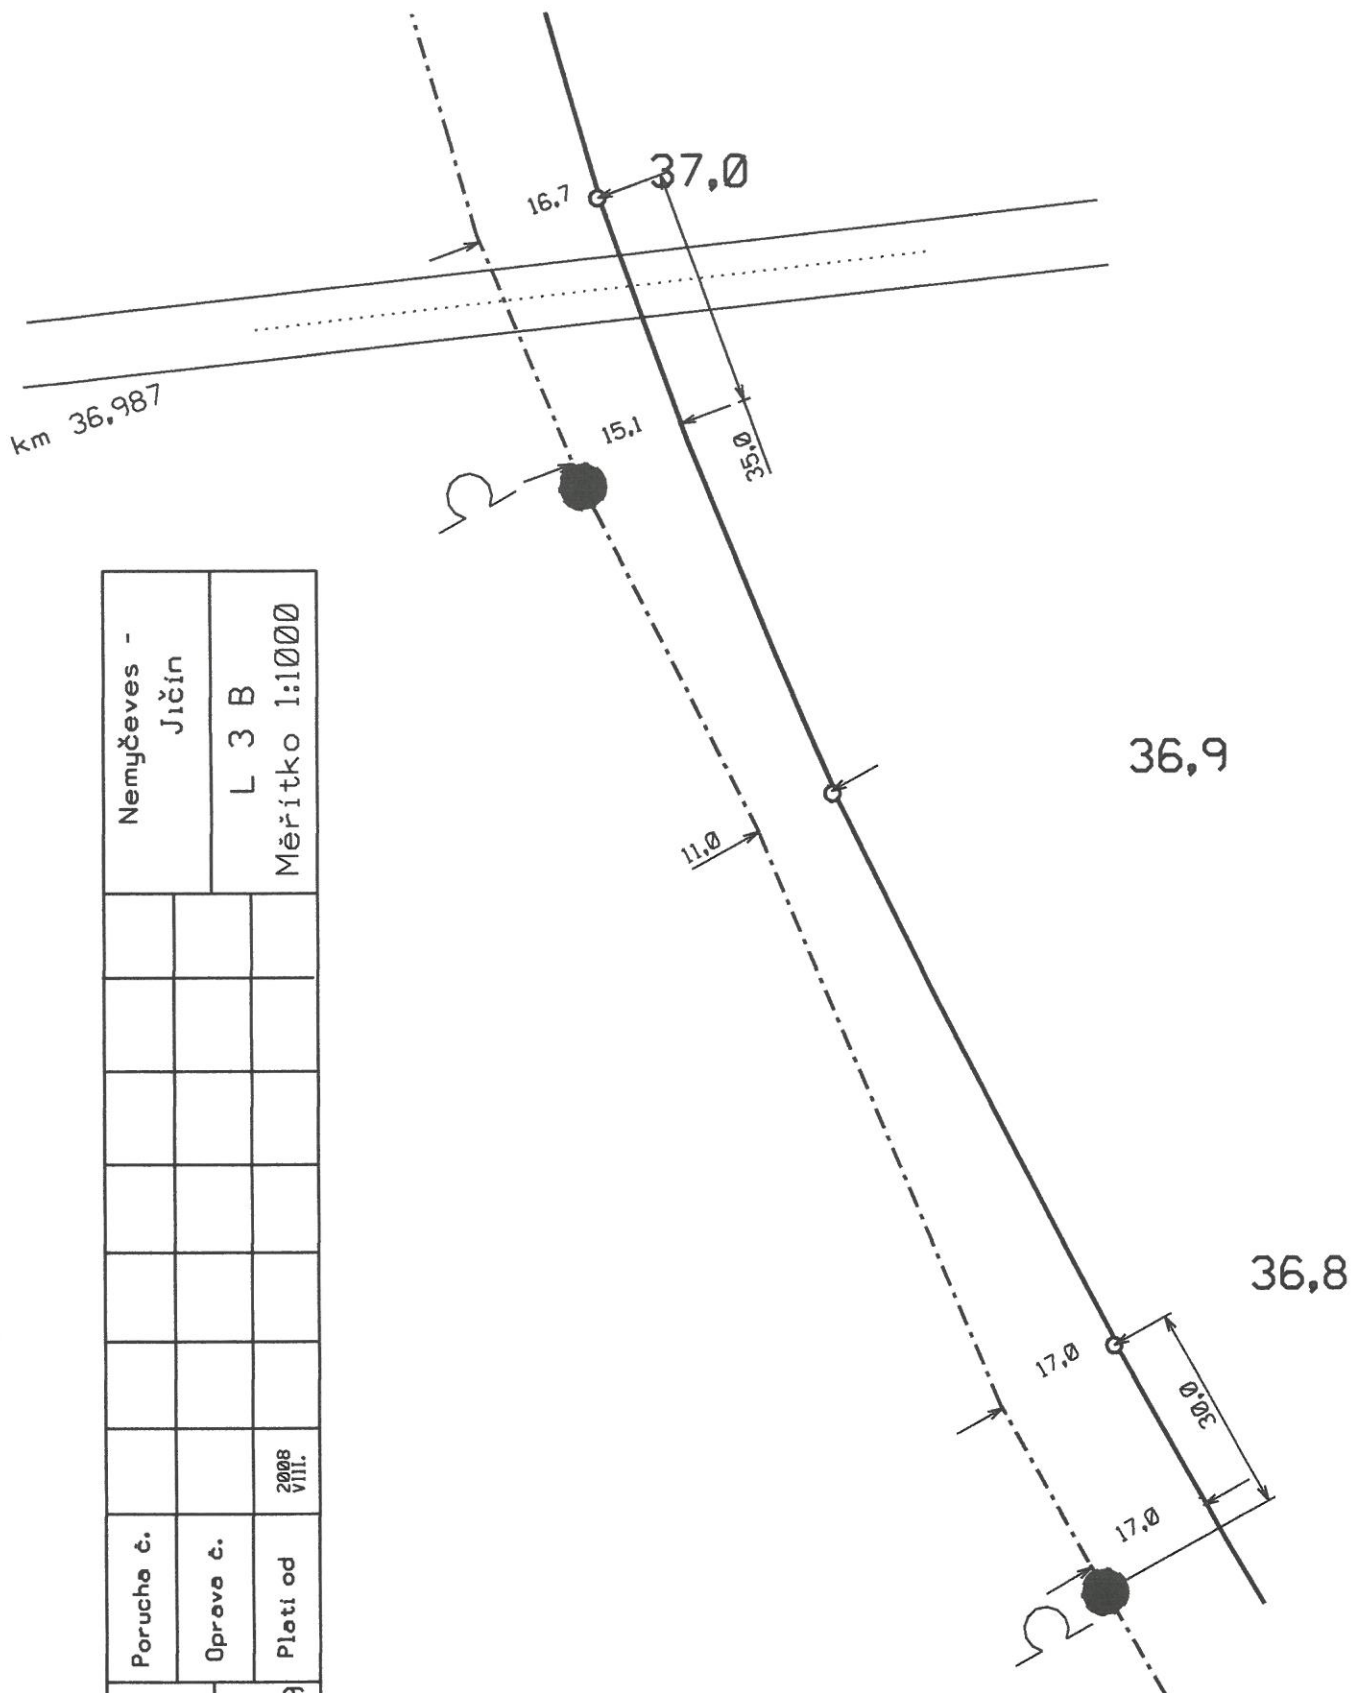 37,0
16,7
km 36,987
15,1
35,0
36,9
11,0
36,8
17,0
30,0
17,0
Nemyčeves -
Jičín
L 3 B
Měřítko 1:1000
2008
VIII.
Porucha č.
Oprava č.
Platí od